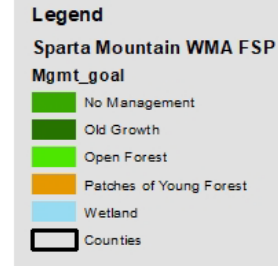 Legend
Sparta Mountain WMA FSP
Mgmt_goal
No Management
Old Growth
Open Forest
Patches of Young Forest
Wetland
Counties